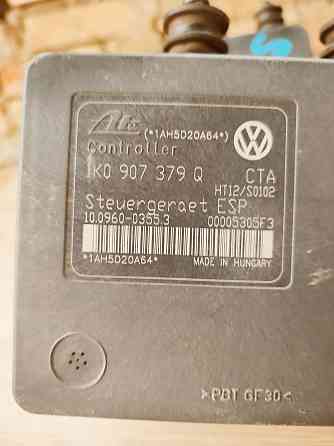 Ate (*1AH5D20A64*)
Controller
1K0 907 379 Q CTA
HT12/S0102
Steuergeraet ESP
10.0960-0355.3 00005305F3
*1AH5D20A64* MADE IN HUNGARY
>PBT GF30<